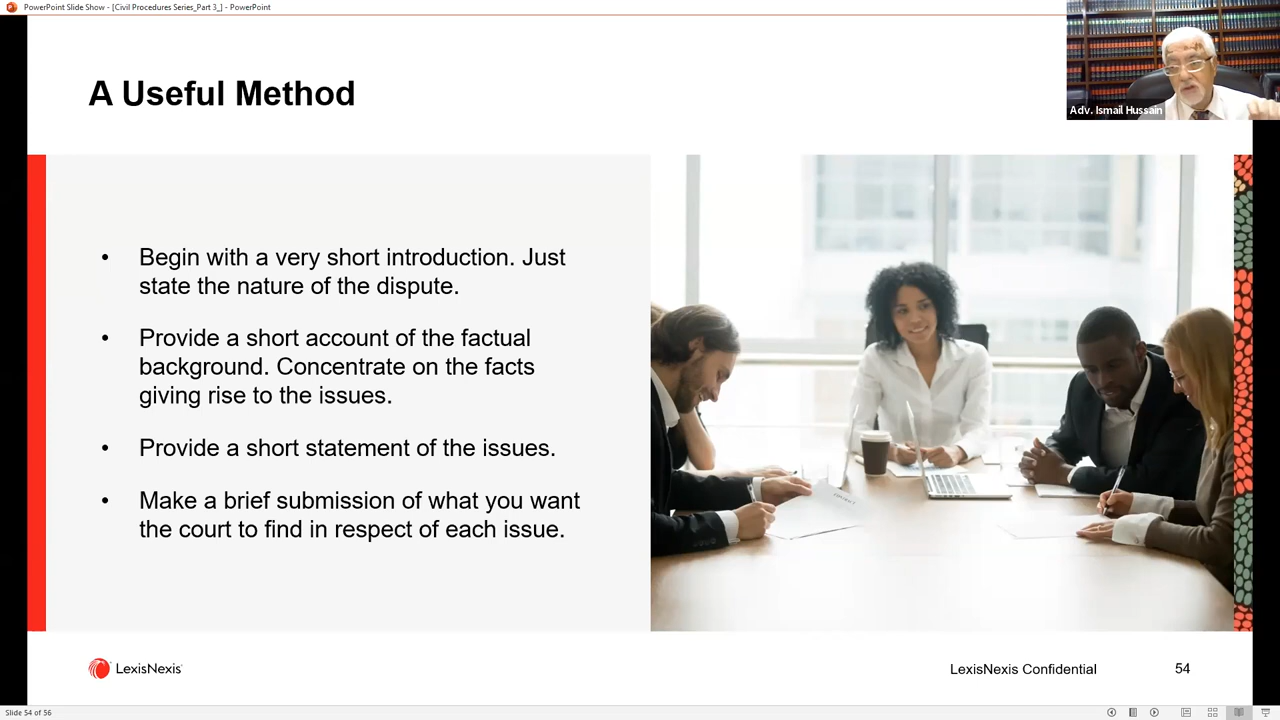 PowerPoint Slide Show - [Civil Procedures Series_Part 3_] - PowerPoint
Adv. Ismail Hussain
A Useful Method
• Begin with a very short introduction. Just
state the nature of the dispute.
• Provide a short account of the factual
background. Concentrate on the facts
giving rise to the issues.
• Provide a short statement of the issues.
• Make a brief submission of what you want
the court to find in respect of each issue.
LexisNexis
LexisNexis Confidential
54
Slide 54 of 56